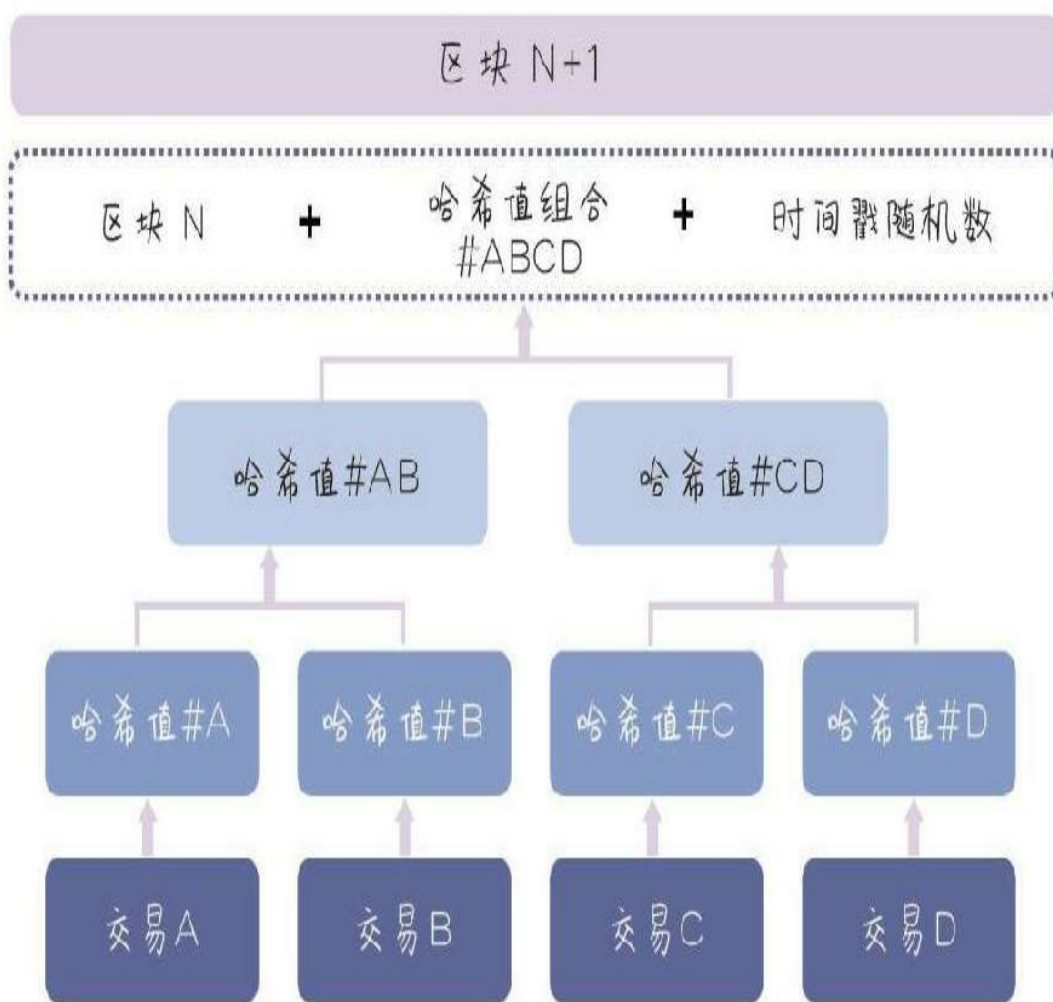 区块 N+1
区块 N + 哈希值组合 + 时间戳随机数
#ABCD
哈希值#AB 哈希值#CD
哈希值#A 哈希值#B 哈希值#C 哈希值#D
交易A 交易B 交易C 交易D